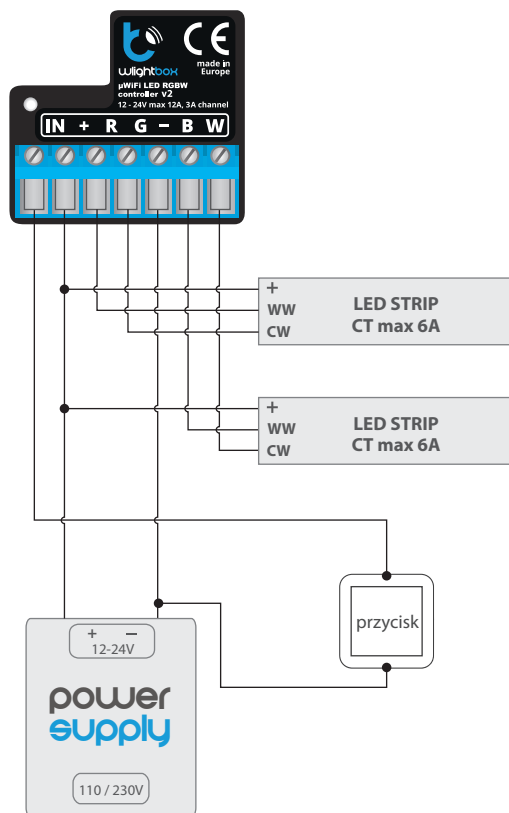 CE
wlightbox
made in
Europe
µWiFi LED RGBW
controller v2
12 - 24V max 12A, 3A channel
IN + R G − B W
+
WW
CW
LED STRIP
CT max 6A
+
WW
CW
LED STRIP
CT max 6A
przycisk
+ −
12-24V
power
supply
110 / 230V